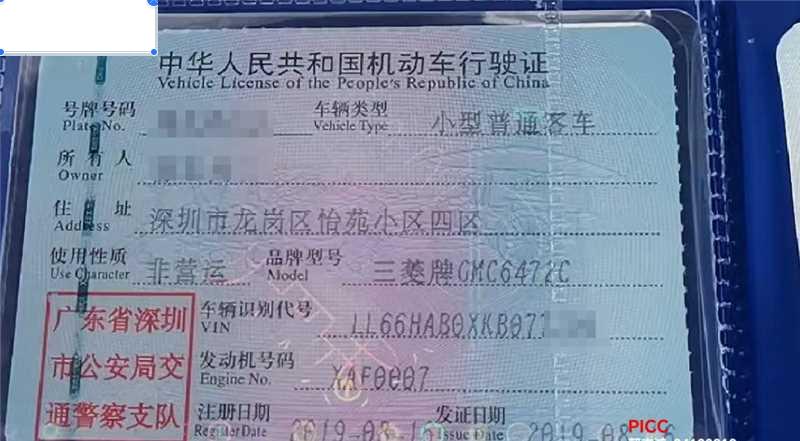 中华人民共和国机动车行驶证
Vehicle License of the People's Republic of China
号牌号码 车辆类型
Plate No. Vehicle Type 小型普通客车
所有人
Owner
住址
Address 深圳市龙岗区怡苑小区四区
使用性质 非营运 品牌型号 三菱牌GMC6472C
Use Character Model
广东省深圳
市公安局交
通警察支队
车辆识别代号
VIN
发动机号码
Engine No. XAF0007
注册日期 发证日期
Register Date Issue Date
PICC